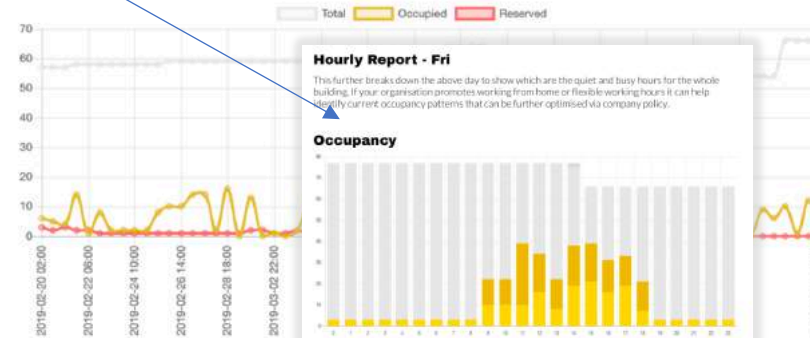 Total Occupied Reserved
70
60
50
40
30
20
10
0
2019-02-20 02:00
2019-02-22 06:00
2019-02-24 10:00
2019-02-26 14:00
2019-02-28 18:00
2019-03-02 22:00
Hourly Report - Fri
This further breaks down the above day to show which are the quiet and busy hours for the whole
building. If your organisation promotes working from home or flexible working hours it can help
identify current occupancy patterns that can be further optimised via company policy.
Occupancy